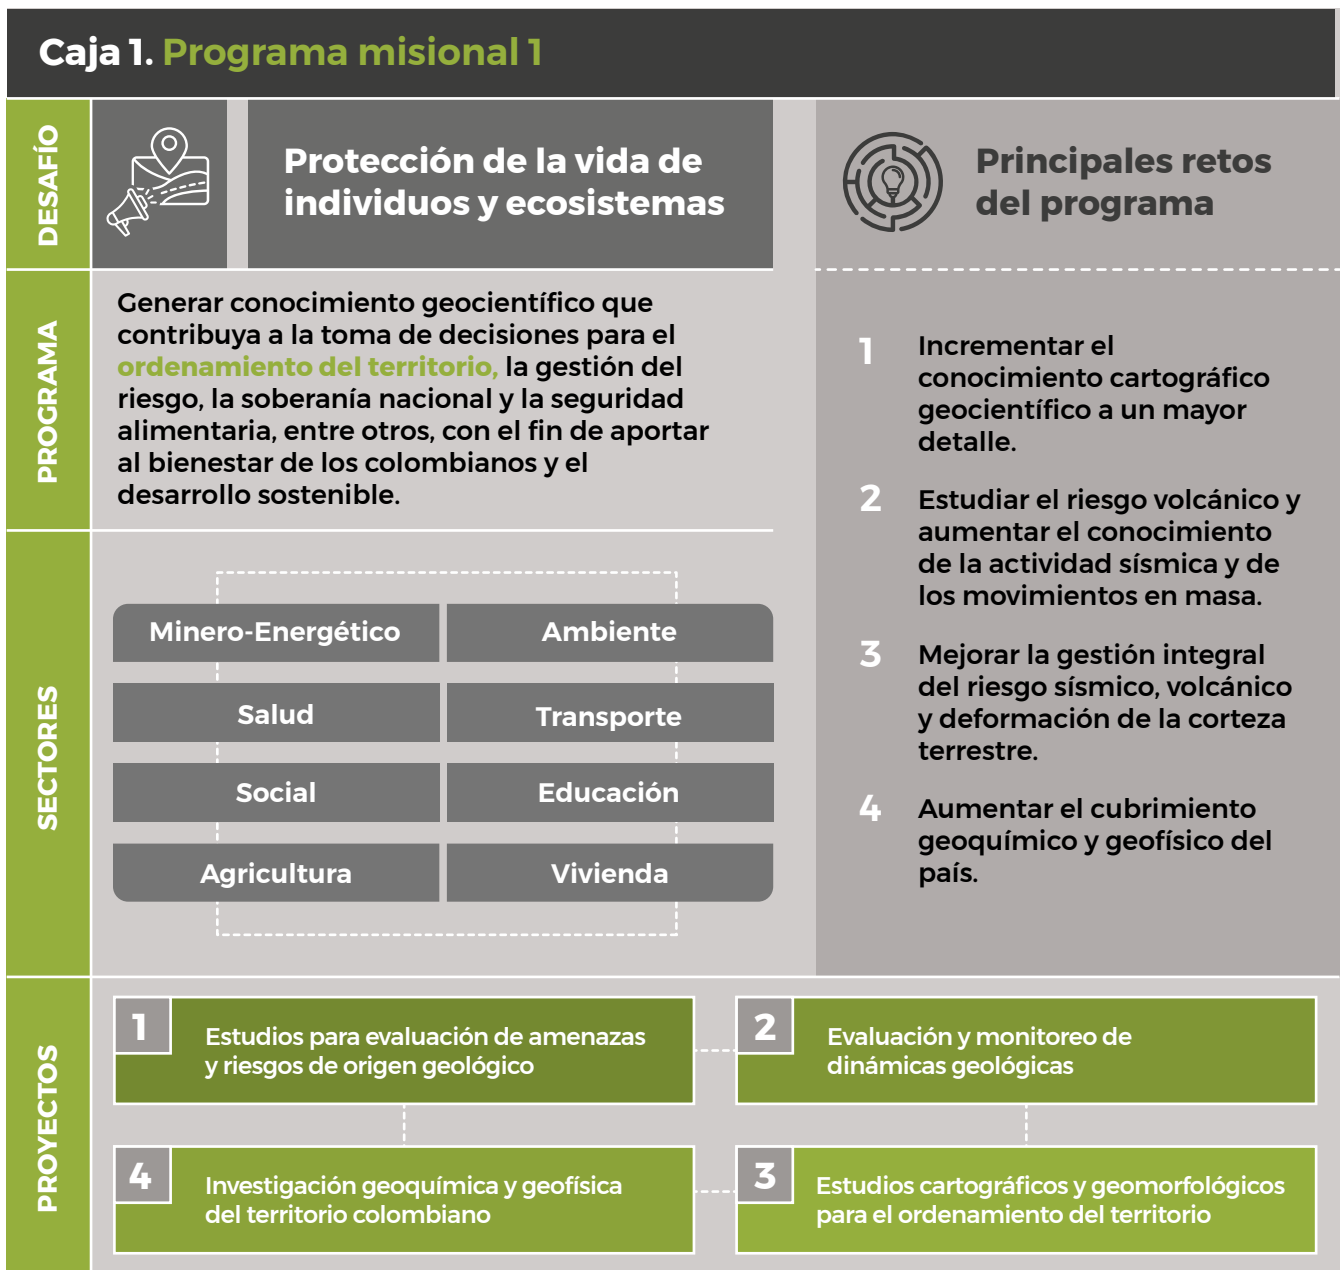 Caja 1. Programa misional 1
DESAFÍO
Protección de la vida de
individuos y ecosistemas
Principales retos
del programa
PROGRAMA
Generar conocimiento geocientífico que
contribuya a la toma de decisiones para el
ordenamiento del territorio, la gestión del
riesgo, la soberanía nacional y la seguridad
alimentaria, entre otros, con el fin de aportar
al bienestar de los colombianos y el
desarrollo sostenible.
1 Incrementar el
conocimiento cartográfico
geocientífico a un mayor
detalle.
2 Estudiar el riesgo volcánico y
aumentar el conocimiento
de la actividad sísmica y de
los movimientos en masa.
3 Mejorar la gestión integral
del riesgo sísmico, volcánico
y deformación de la corteza
terrestre.
4 Aumentar el cubrimiento
geoquímico y geofísico del
país.
SECTORES
Minero-Energético
Ambiente
Salud
Transporte
Social
Educación
Agricultura
Vivienda
PROYECTOS
1
Estudios para evaluación de amenazas
y riesgos de origen geológico
2
Evaluación y monitoreo de
dinámicas geológicas
4
Investigación geoquímica y geofísica
del territorio colombiano
3
Estudios cartográficos y geomorfológicos
para el ordenamiento del territorio